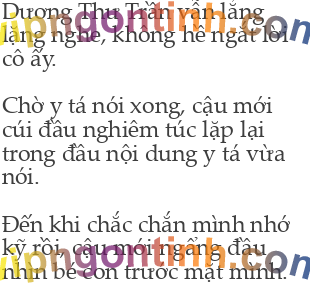 Dương Thư Trần vẫn lẳng
lặng nghe, không hề ngắt lời
cô ấy.
Chờ y tá nói xong, cậu mới
cúi đầu nghiêm túc lặp lại
trong đầu nội dung y tá vừa
nói.
Đến khi chắc chắn mình nhớ
kỹ rồi, cậu mới ngẩng đầu
nhìn bé con trước mặt mình.
vipngontinh.com
vipngontinh.com